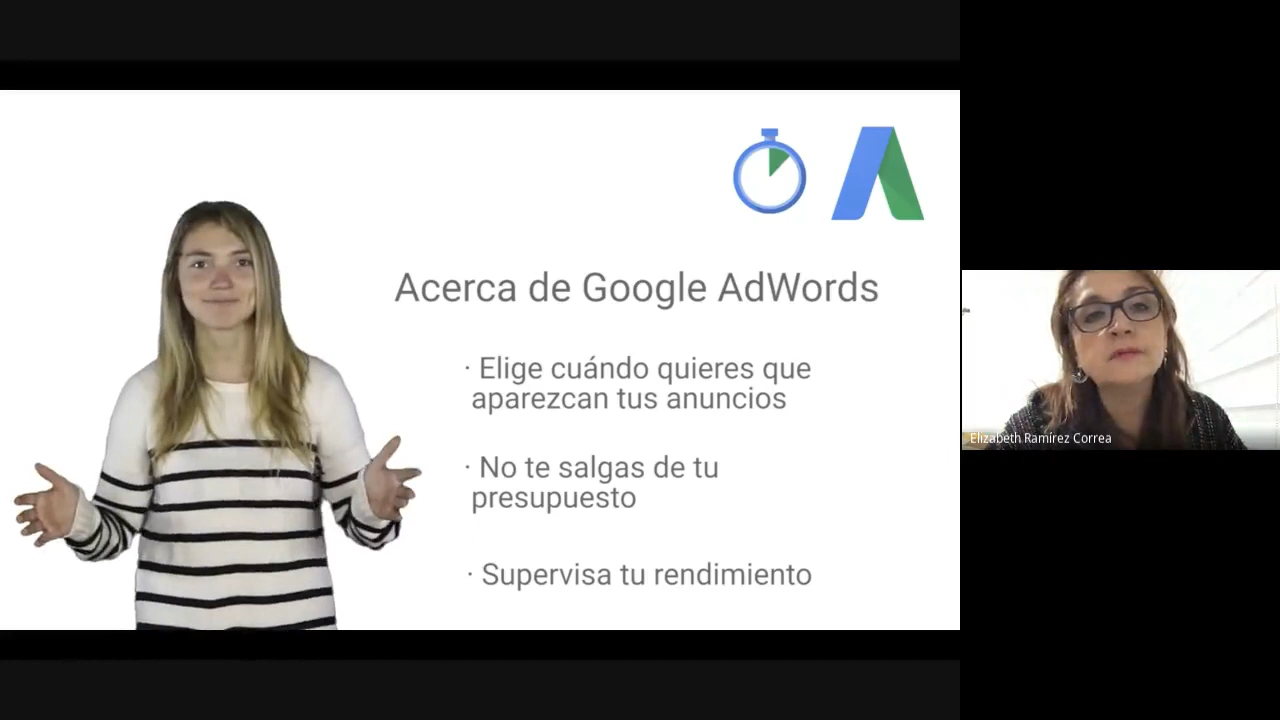 Acerca de Google AdWords
· Elige cuándo quieres que
aparezcan tus anuncios
· No te salgas de tu
presupuesto
· Supervisa tu rendimiento
Elizabeth Ramírez Correa